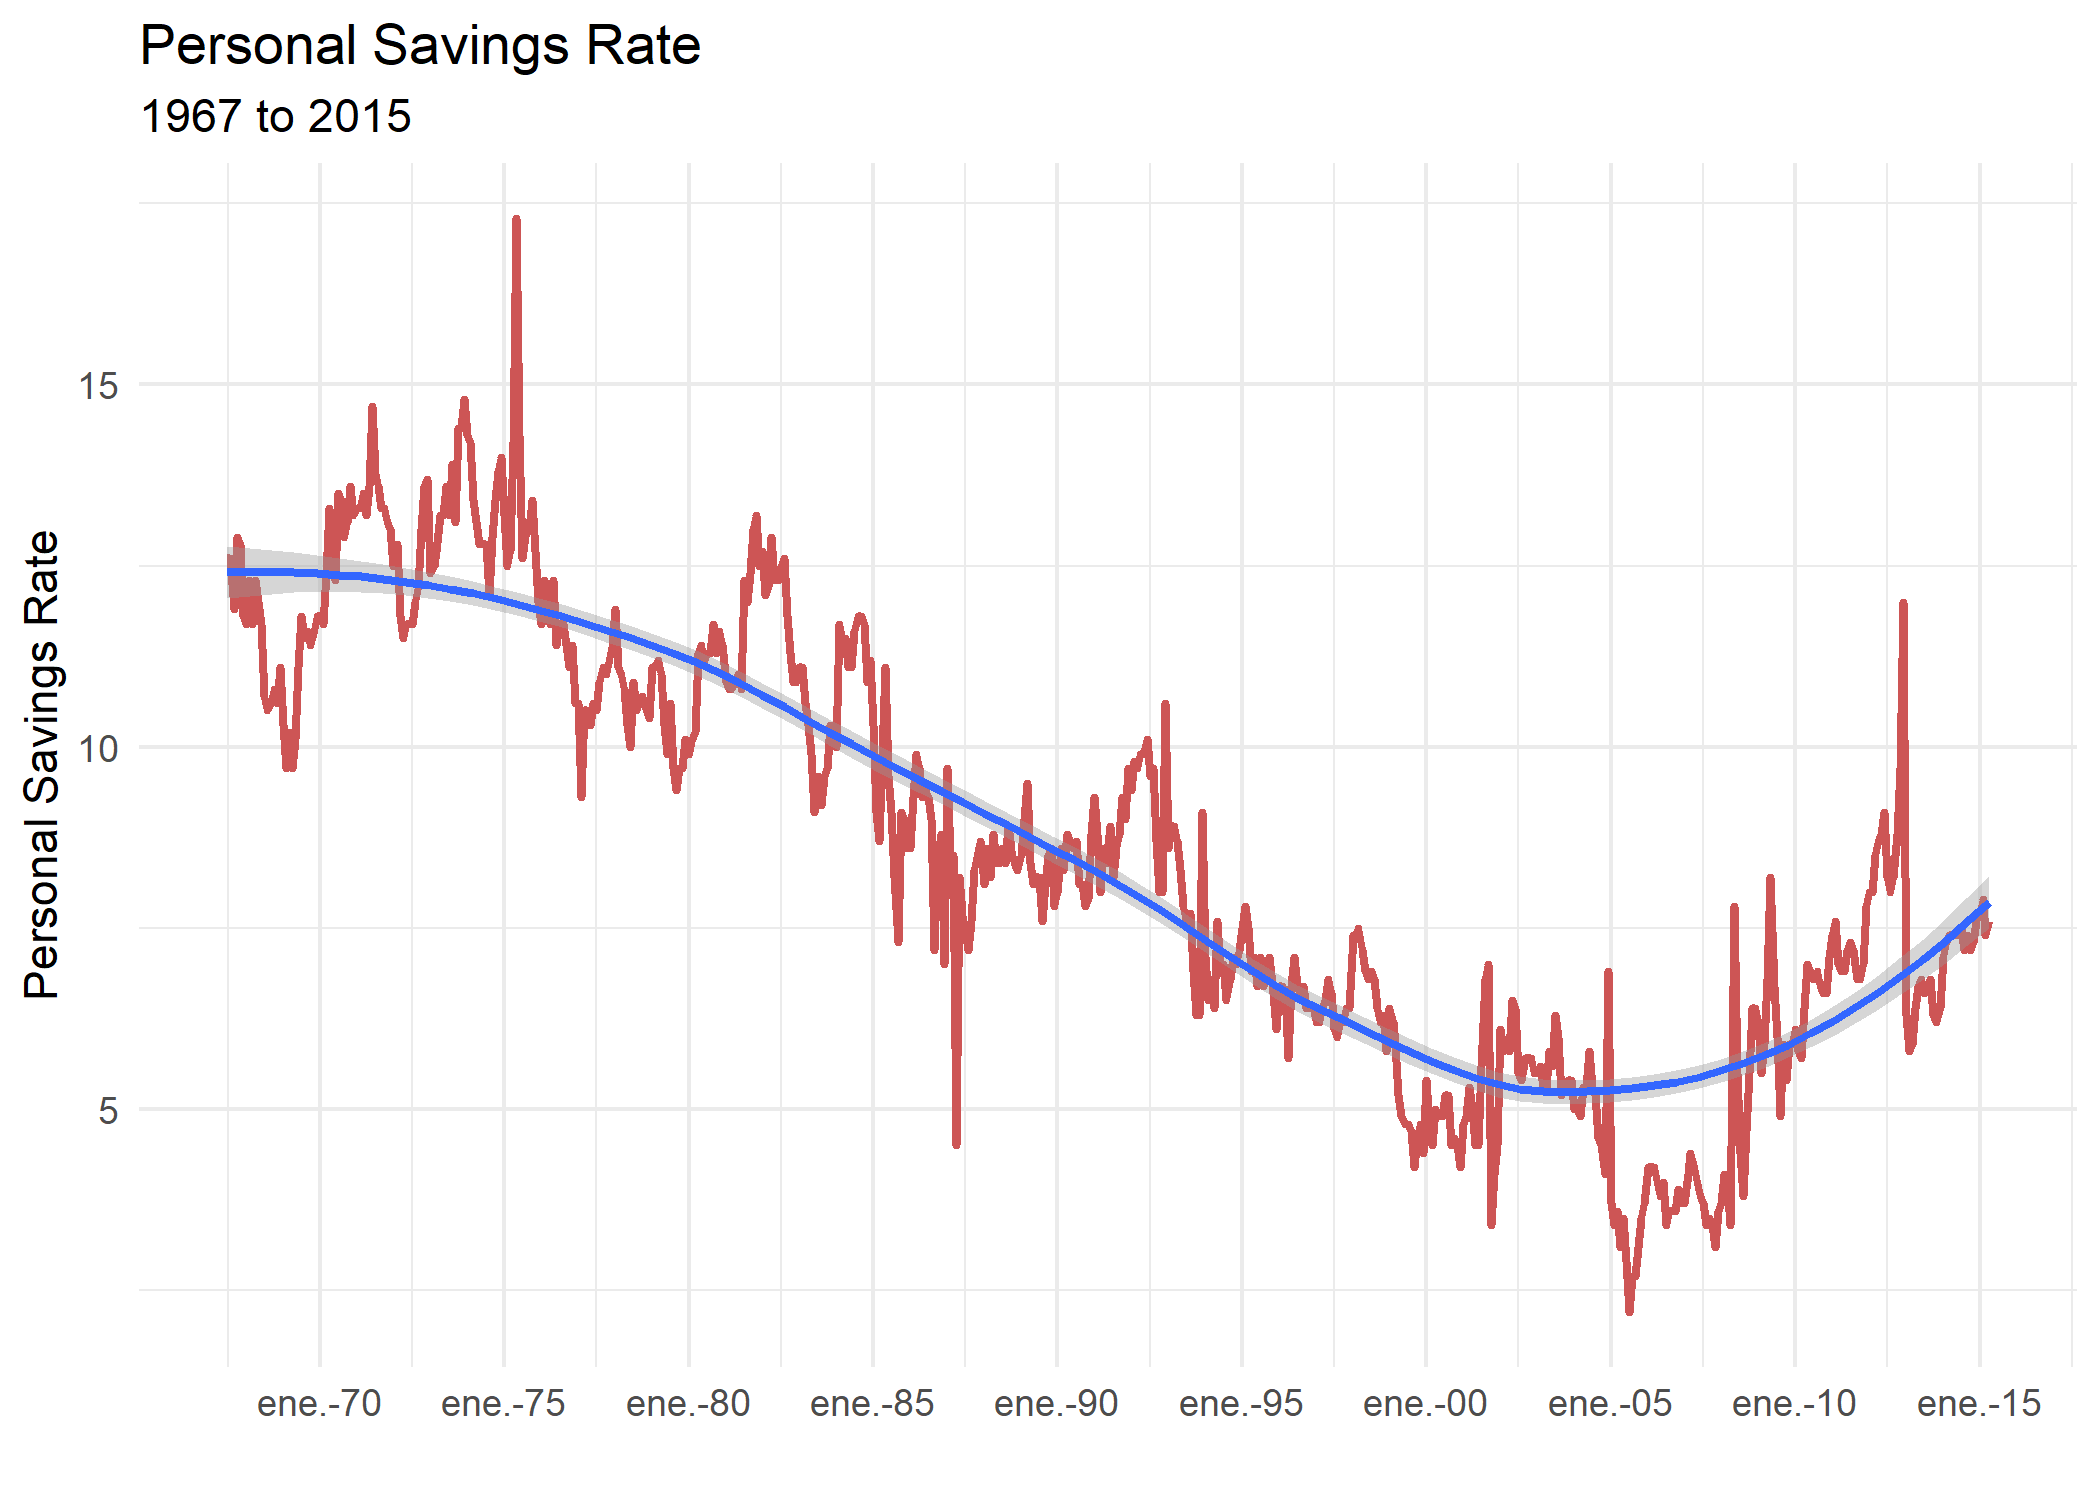 Personal Savings Rate
1967 to 2015
Personal Savings Rate
15
10
5
ene.-70 ene.-75 ene.-80 ene.-85 ene.-90 ene.-95 ene.-00 ene.-05 ene.-10 ene.-15